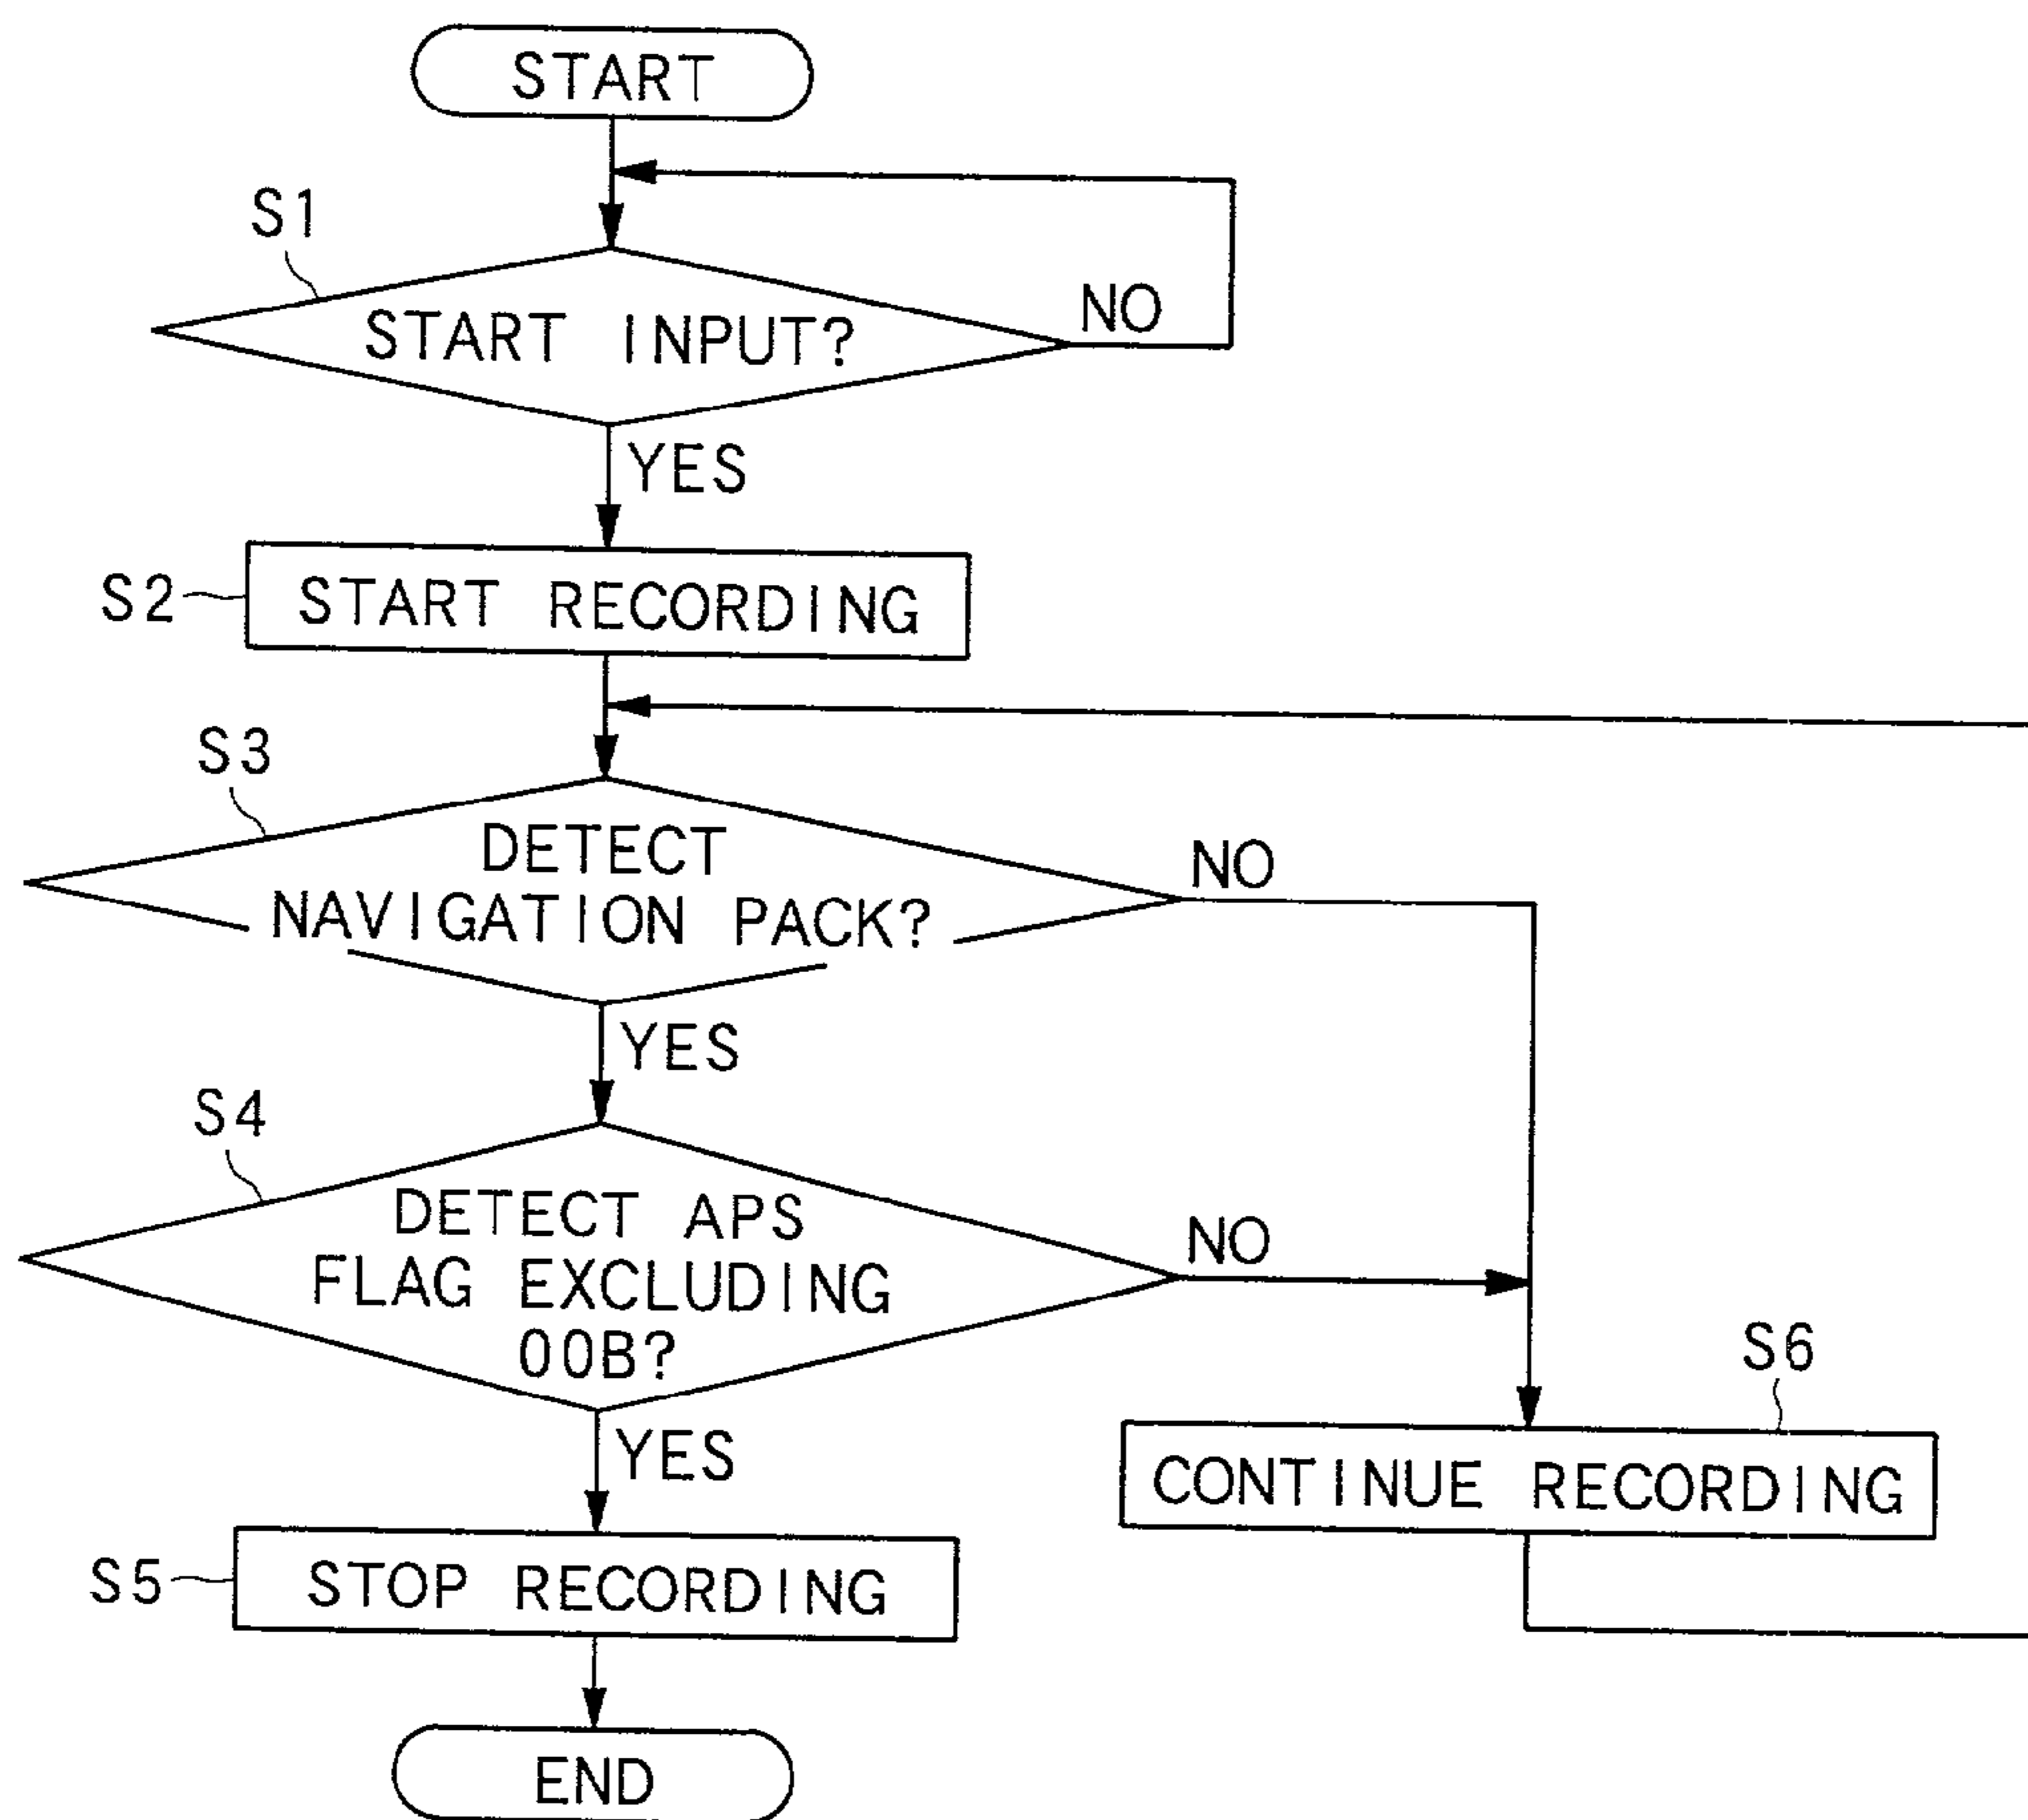 START
S1
START INPUT?
NO
YES
S2
START RECORDING
S3
DETECT
NAVIGATION PACK?
NO
YES
S4
DETECT APS
FLAG EXCLUDING
00B?
NO
YES
S6
CONTINUE RECORDING
S5
STOP RECORDING
END